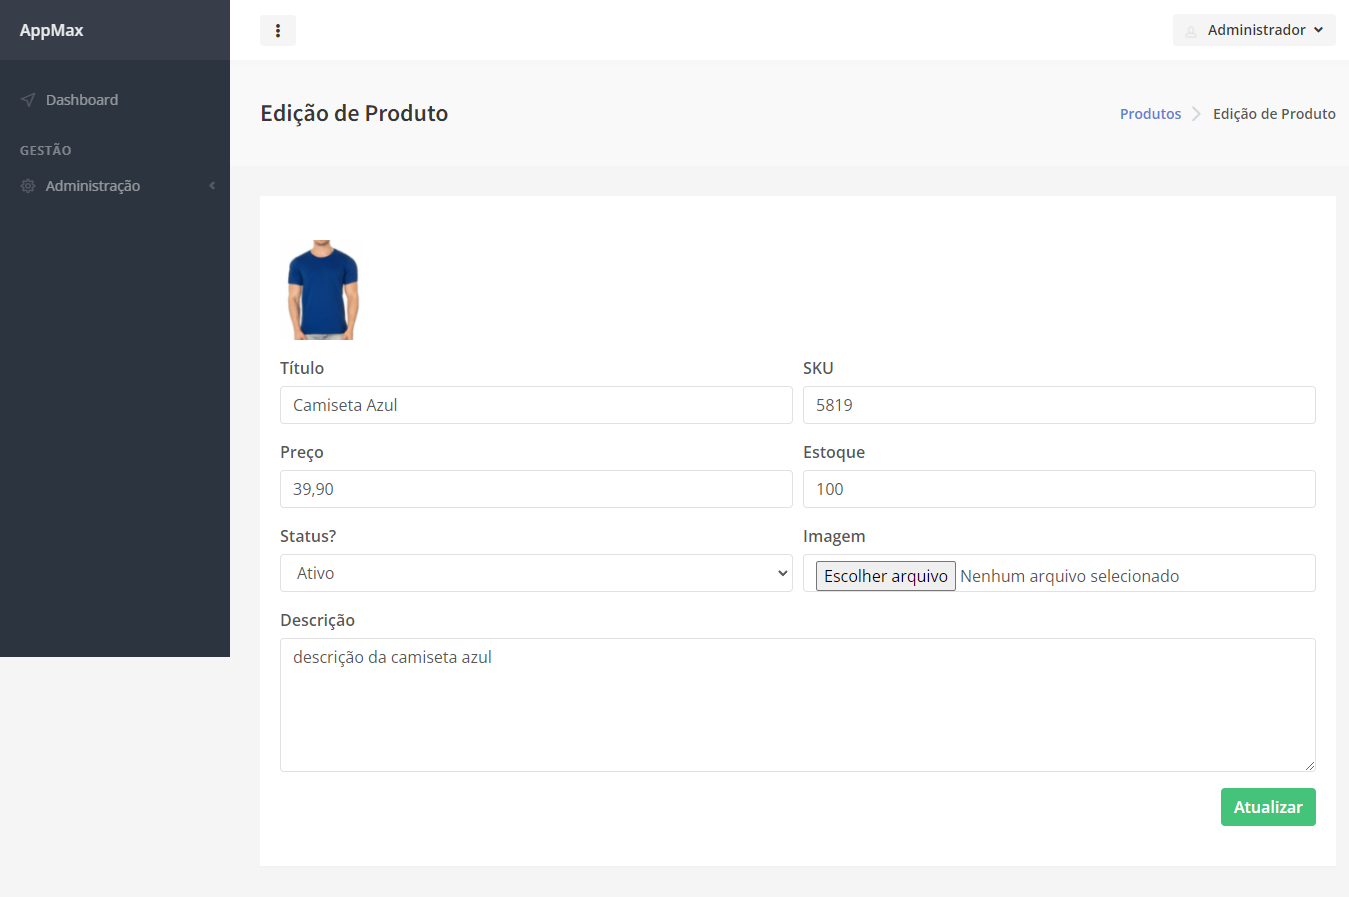 AppMax
Administrador
Dashboard
GESTÃO
Administração
Edição de Produto
Produtos
Edição de Produto
Título
SKU
Camiseta Azul
5819
Preço
Estoque
39,90
100
Status?
Imagem
Ativo
Escolher arquivo Nenhum arquivo selecionado
Descrição
descrição da camiseta azul
Atualizar